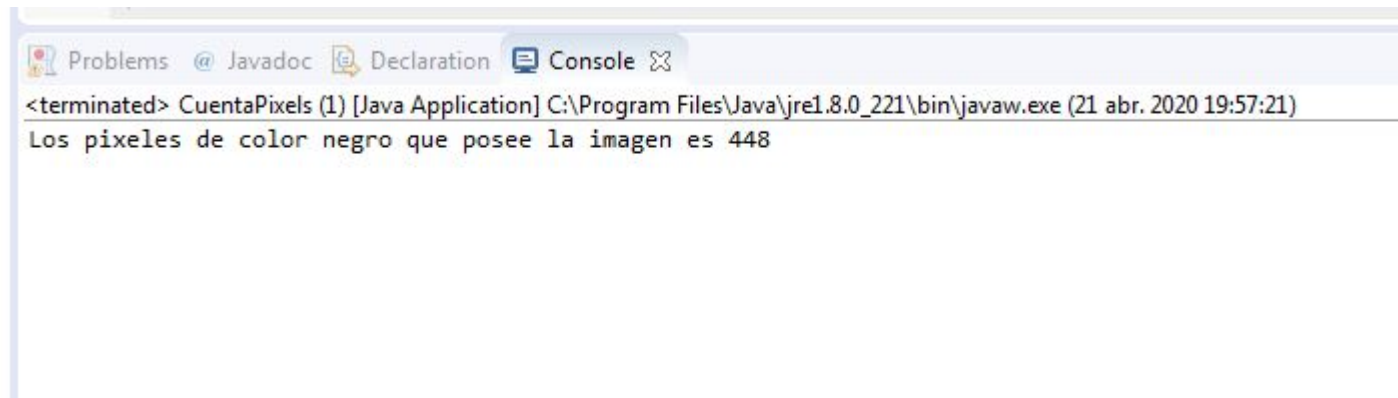 Problems @ Javadoc Declaration Console
<terminated> CuentaPixels (1) [Java Application] C:\Program Files\Java\jre1.8.0_221\bin\javaw.exe (21 abr. 2020 19:57:21)
Los pixeles de color negro que posee la imagen es 448